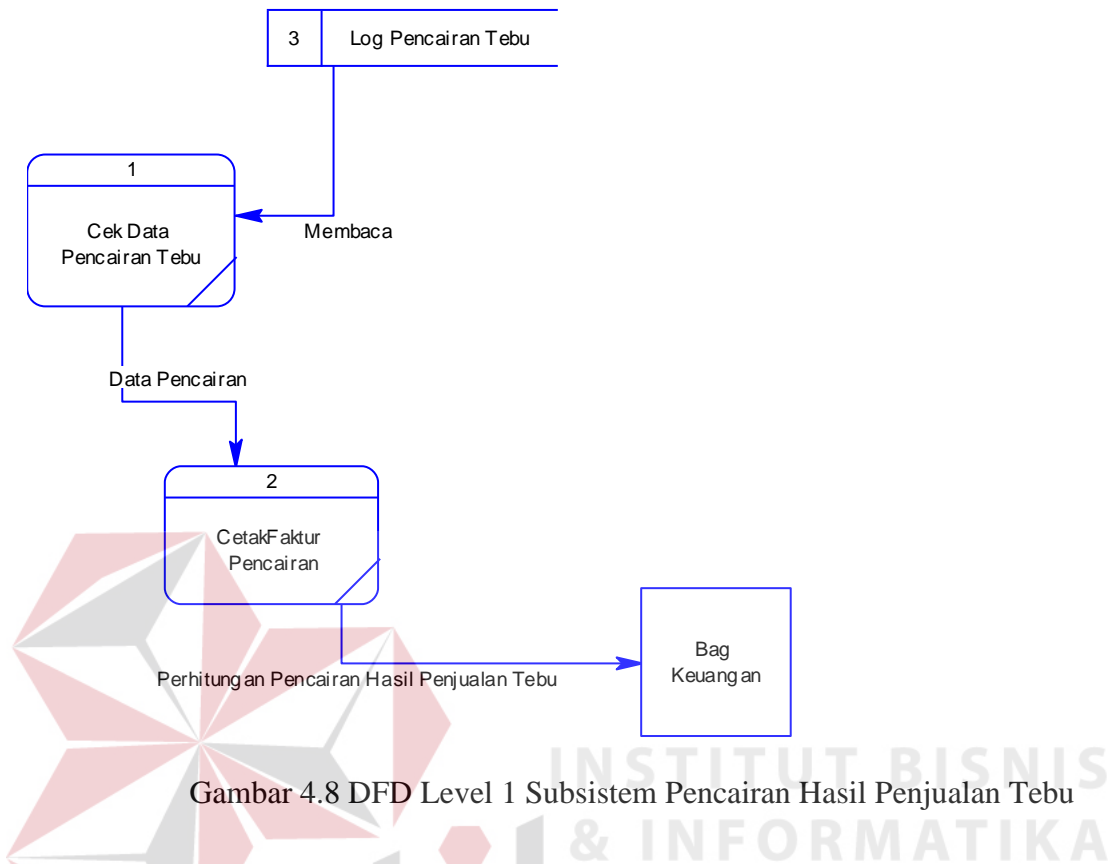 3 Log Pencairan Tebu
1
Cek Data
Pencairan Tebu
Membaca
Data Pencairan
2
CetakFaktur
Pencairan
Perhitungan Pencairan Hasil Penjualan Tebu
Bag
Keuangan
INSTITUT BISNIS
Gambar 4.8 DFD Level 1 Subsistem Pencairan Hasil Penjualan Tebu
& INFORMATIKA